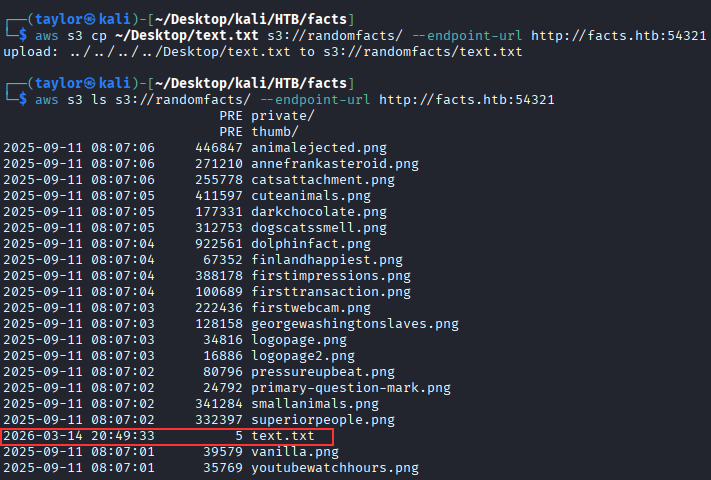 ┌──(taylor㉿kali)-[~/Desktop/kali/HTB/facts]
└─$ aws s3 cp ~/Desktop/text.txt s3://randomfacts/ --endpoint-url http://facts.htb:54321
upload: ../../../../Desktop/text.txt to s3://randomfacts/text.txt
┌──(taylor㉿kali)-[~/Desktop/kali/HTB/facts]
└─$ aws s3 ls s3://randomfacts/ --endpoint-url http://facts.htb:54321
                           PRE private/
                           PRE thumb/
2025-09-11 08:07:06     446847 animalejected.png
2025-09-11 08:07:06     271210 annefrankasteroid.png
2025-09-11 08:07:06     255778 catsattachment.png
2025-09-11 08:07:05     411597 cuteanimals.png
2025-09-11 08:07:05     177331 darkchocolate.png
2025-09-11 08:07:05     312753 dogscatssmell.png
2025-09-11 08:07:04     922561 dolphinfact.png
2025-09-11 08:07:04      67352 finlandhappiest.png
2025-09-11 08:07:04     388178 firstimpressions.png
2025-09-11 08:07:04     100689 firsttransaction.png
2025-09-11 08:07:03     222436 firstwebcam.png
2025-09-11 08:07:03     128158 georgewashingtonslaves.png
2025-09-11 08:07:03      34816 logopage.png
2025-09-11 08:07:03      16886 logopage2.png
2025-09-11 08:07:02      80796 pressureupbeat.png
2025-09-11 08:07:02      24792 primary-question-mark.png
2025-09-11 08:07:02     341284 smallanimals.png
2025-09-11 08:07:02     332397 superiorpeople.png
2026-03-14 20:49:33          5 text.txt
2025-09-11 08:07:01      39579 vanilla.png
2025-09-11 08:07:01      35769 youtubewatchhours.png